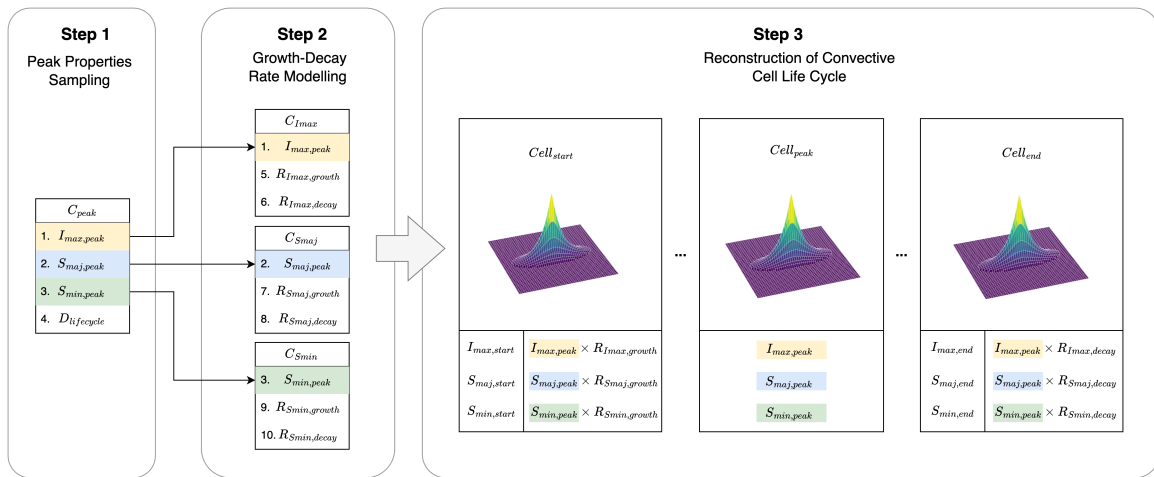 Step 1
Peak Properties
Sampling
C_peak
1. I_max,peak
2. S_maj,peak
3. S_min,peak
4. D_lifecycle
Step 2
Growth-Decay
Rate Modelling
C_Imax
1. I_max,peak
5. R_Imax,growth
6. R_Imax,decay
C_Smaj
2. S_maj,peak
7. R_Smaj,growth
8. R_Smaj,decay
C_Smin
3. S_min,peak
9. R_Smin,growth
10. R_Smin,decay
Step 3
Reconstruction of Convective
Cell Life Cycle
Cell_start
I_max,start I_max,peak × R_Imax,growth
S_maj,start S_maj,peak × R_Smaj,growth
S_min,start S_min,peak × R_Smin,growth
...
Cell_peak
I_max,peak
S_maj,peak
S_min,peak
...
Cell_end
I_max,end I_max,peak × R_Imax,decay
S_maj,end S_maj,peak × R_Smaj,decay
S_min,end S_min,peak × R_Smin,decay